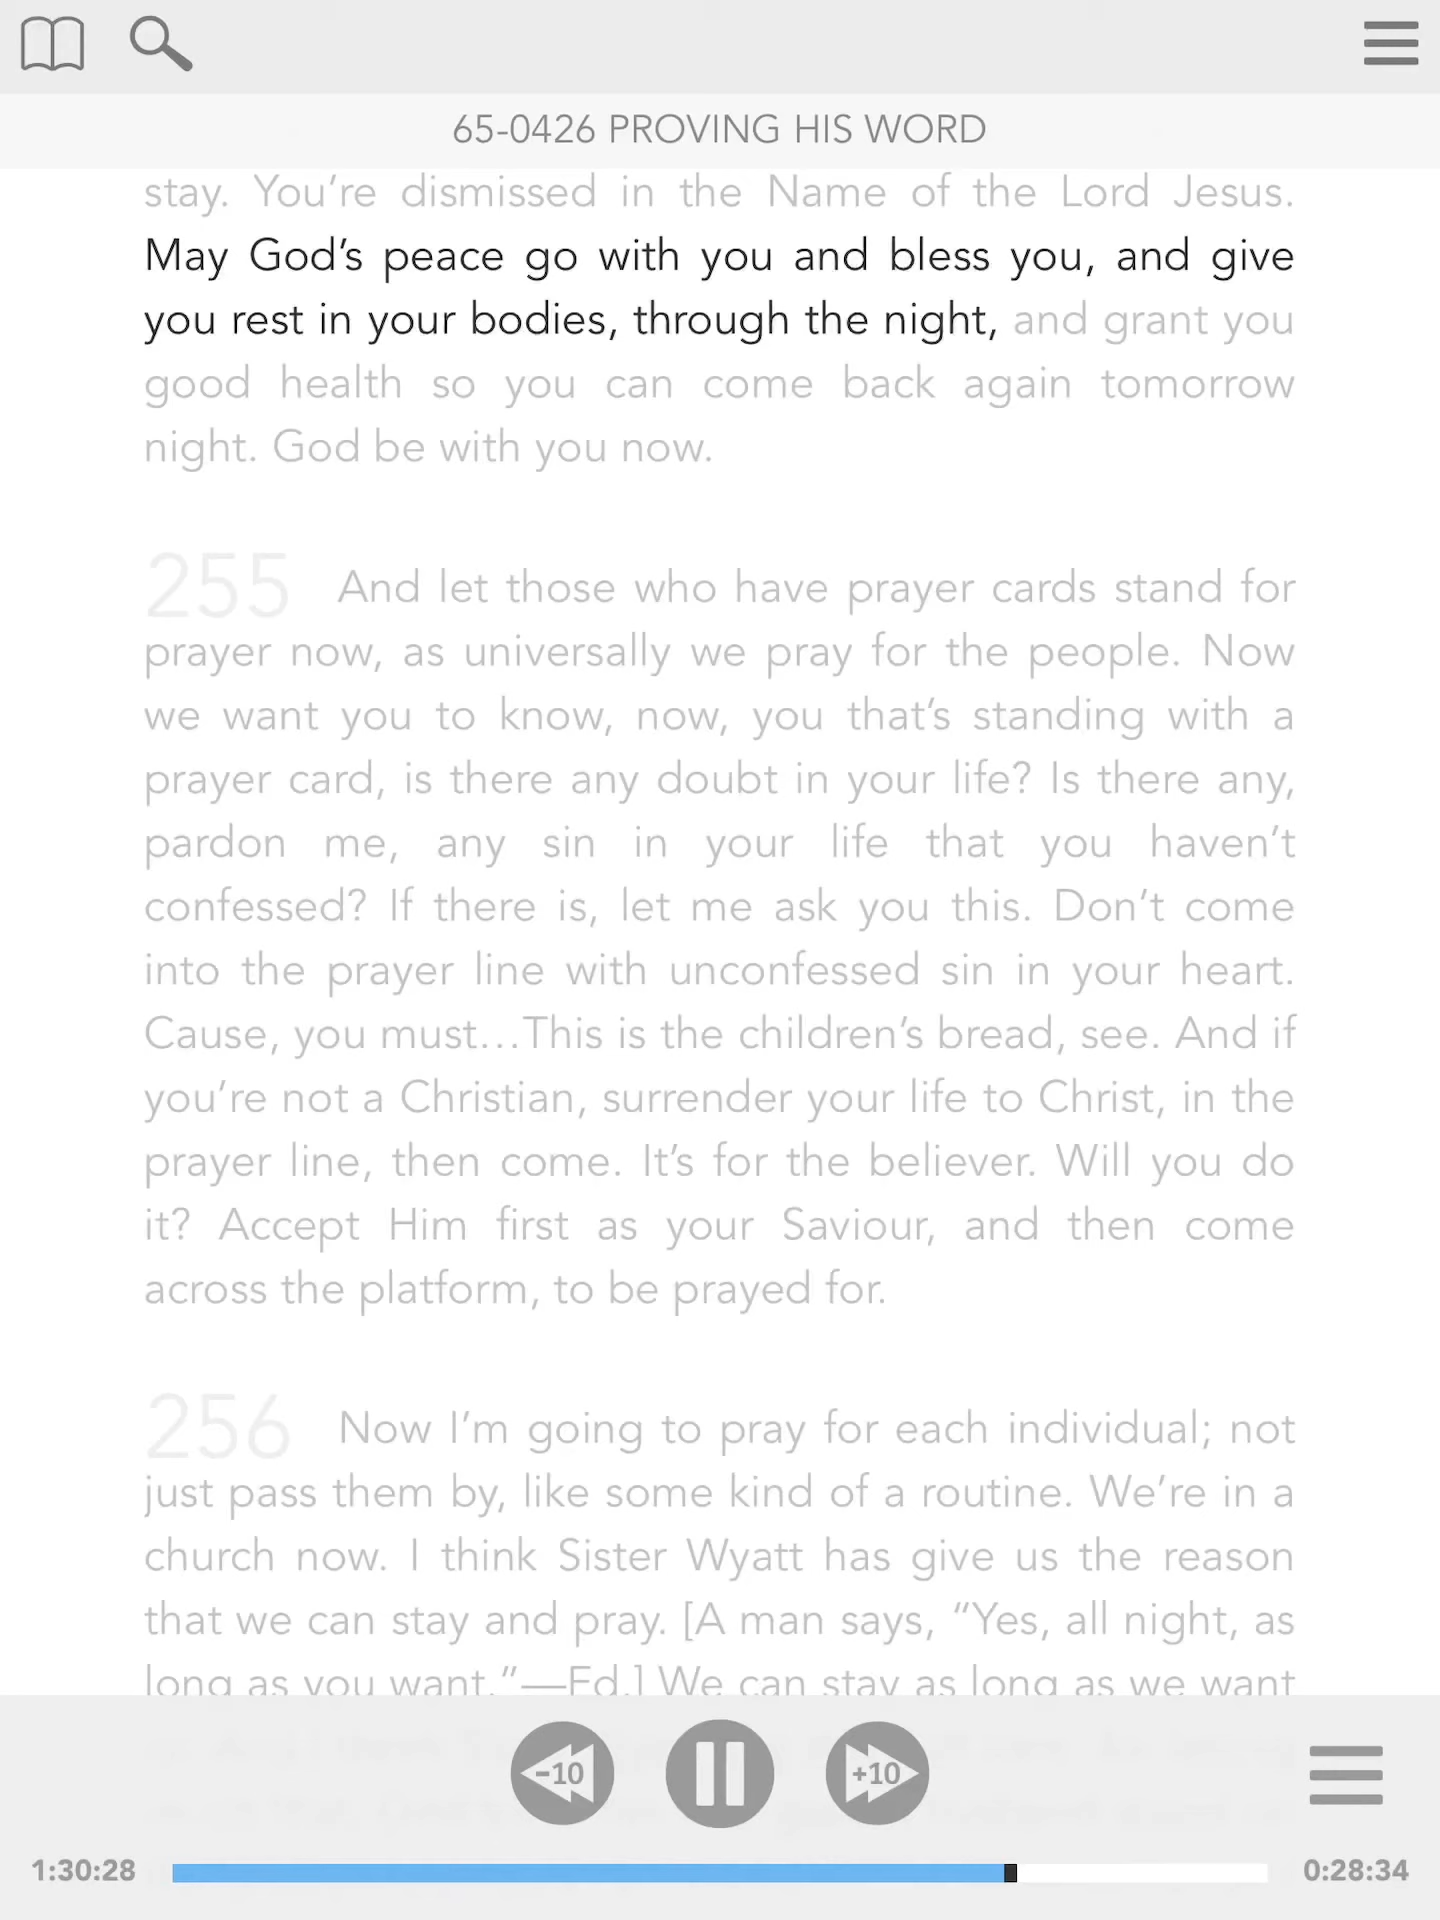 65-0426 PROVING HIS WORD
stay. You’re dismissed in the Name of the Lord Jesus.
May God’s peace go with you and bless you, and give
you rest in your bodies, through the night, and grant you
good health so you can come back again tomorrow
night. God be with you now.
255 And let those who have prayer cards stand for
prayer now, as universally we pray for the people. Now
we want you to know, now, you that’s standing with a
prayer card, is there any doubt in your life? Is there any,
pardon me, any sin in your life that you haven’t
confessed? If there is, let me ask you this. Don’t come
into the prayer line with unconfessed sin in your heart.
Cause, you must…This is the children’s bread, see. And if
you’re not a Christian, surrender your life to Christ, in the
prayer line, then come. It’s for the believer. Will you do
it? Accept Him first as your Saviour, and then come
across the platform, to be prayed for.
256 Now I’m going to pray for each individual; not
just pass them by, like some kind of a routine. We’re in a
church now. I think Sister Wyatt has give us the reason
that we can stay and pray. [A man says, “Yes, all night, as
long as you want.”—Ed.] We can stay as long as we want
-10
+10
1:30:28
0:28:34